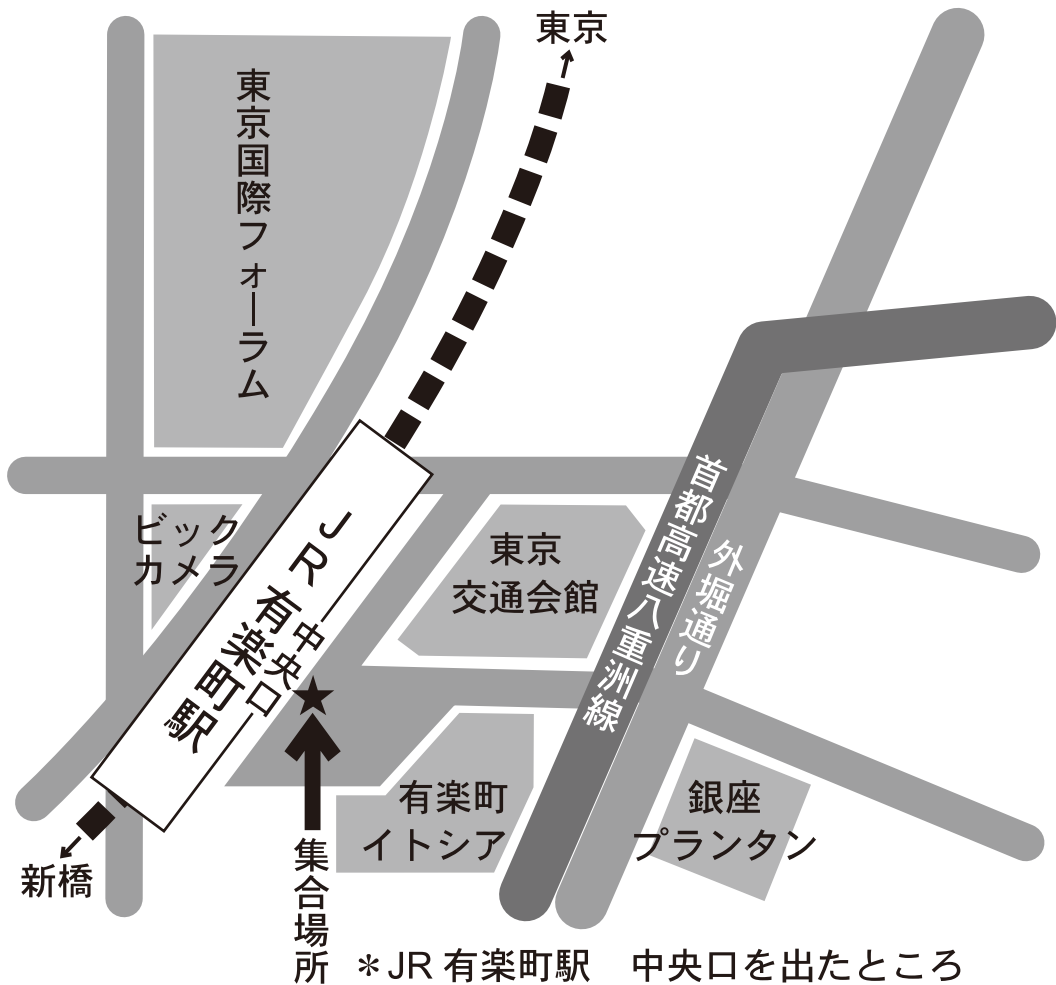 東京
東京国際フォーラム
ビック
カメラ
JR有楽町駅
中央口
東京
交通会館
首都高速八重洲線
外堀通り
有楽町
イトシア
銀座
プランタン
新橋
集合場所
＊JR 有楽町駅　中央口を出たところ